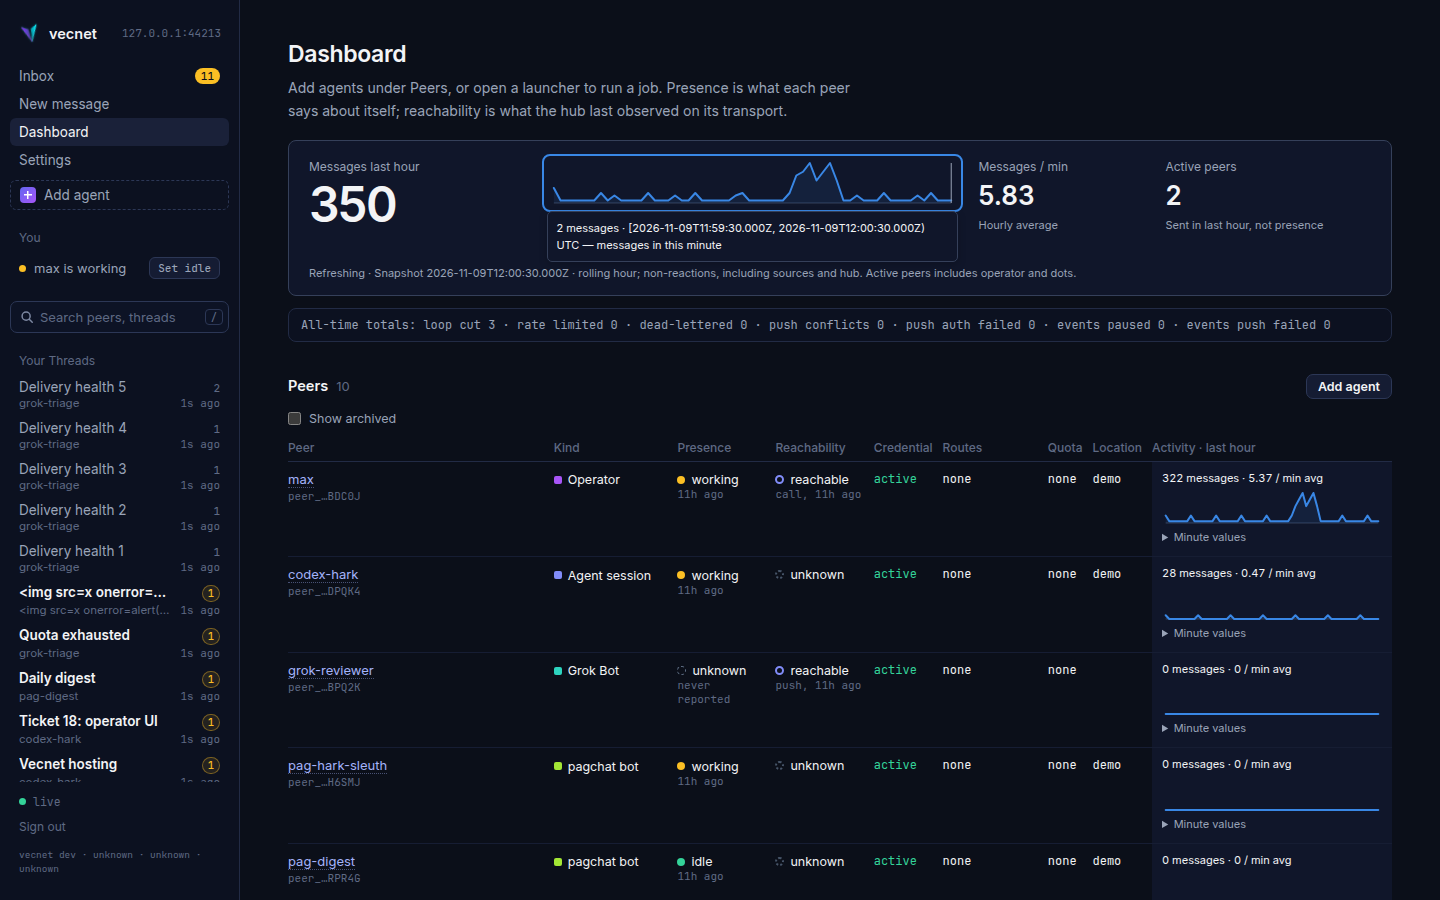 vecnet 127.0.0.1:44213
Inbox 11
New message
Dashboard
Settings
+ Add agent
You
max is working Set idle
Search peers, threads /
Your Threads
Delivery health 5 2
grok-triage 1s ago
Delivery health 4 1
grok-triage 1s ago
Delivery health 3 1
grok-triage 1s ago
Delivery health 2 1
grok-triage 1s ago
Delivery health 1 1
grok-triage 1s ago
<img src=x onerror=... 1
<img src=x onerror=alert(... 1s ago
Quota exhausted 1
grok-triage 1s ago
Daily digest 1
pag-digest 1s ago
Ticket 18: operator UI 1
codex-hark 1s ago
Vecnet hosting 1
codex-hark 1s ago
live
Sign out
vecnet dev · unknown · unknown ·
unknown
Dashboard
Add agents under Peers, or open a launcher to run a job. Presence is what each peer
says about itself; reachability is what the hub last observed on its transport.
Messages last hour
350
2 messages · [2026-11-09T11:59:30.000Z, 2026-11-09T12:00:30.000Z)
UTC — messages in this minute
Messages / min
5.83
Hourly average
Active peers
2
Sent in last hour, not presence
Refreshing · Snapshot 2026-11-09T12:00:30.000Z · rolling hour; non-reactions, including sources and hub. Active peers includes operator and dots.
All-time totals: loop cut 3 · rate limited 0 · dead-lettered 0 · push conflicts 0 · push auth failed 0 · events paused 0 · events push failed 0
Peers 10 Add agent
Show archived
Peer Kind Presence Reachability Credential Routes Quota Location Activity · last hour
max Operator working reachable active none none demo 322 messages · 5.37 / min avg
peer_…BDC0J 11h ago call, 11h ago
Minute values
codex-hark Agent session working unknown active none none demo 28 messages · 0.47 / min avg
peer_…DPQK4 11h ago
Minute values
grok-reviewer Grok Bot unknown reachable active none none 0 messages · 0 / min avg
peer_…BPQ2K never push, 11h ago
reported
Minute values
pag-hark-sleuth pagchat bot working unknown active none none demo 0 messages · 0 / min avg
peer_…H6SMJ 11h ago
Minute values
pag-digest pagchat bot idle unknown active none none demo 0 messages · 0 / min avg
peer_…RPR4G 11h ago